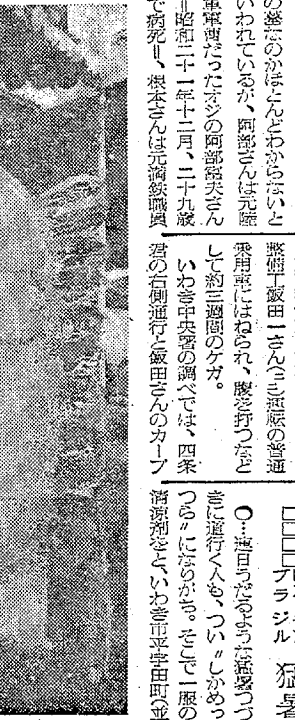 の墓なのかほとんどわからないと
いわれているが、阿部さんは元陸
軍軍曹だったオジの阿部 夫さん
＝昭和二十一年十二月、二十九歳
で病死＝、根本さんは元満鉄職員
整備工飯田一さん 運転の普通
乗用車にはねられ、腹を打つなど
して約三週間のケガ。
いわき中央署の調べでは、四条
君の右側通行と飯田さんのカーブ
ブラジル
猛暑
○…連日うだるような猛暑つづ
きに道行く人も、つい〃しかめっ
つら〃になりがち。そこで一服の
清涼剤をと、いわき市平字田町（並